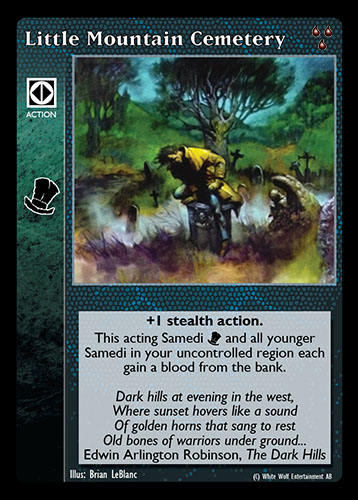 Little Mountain Cemetery
ACTION
+1 stealth action.
This acting Samedi and all younger
Samedi in your uncontrolled region each
gain a blood from the bank.
Dark hills at evening in the west,
Where sunset hovers like a sound
Of golden horns that sang to rest
Old bones of warriors under ground...
Edwin Arlington Robinson, The Dark Hills
Illus: Brian LeBlanc
(C) White Wolf Entertainment AB